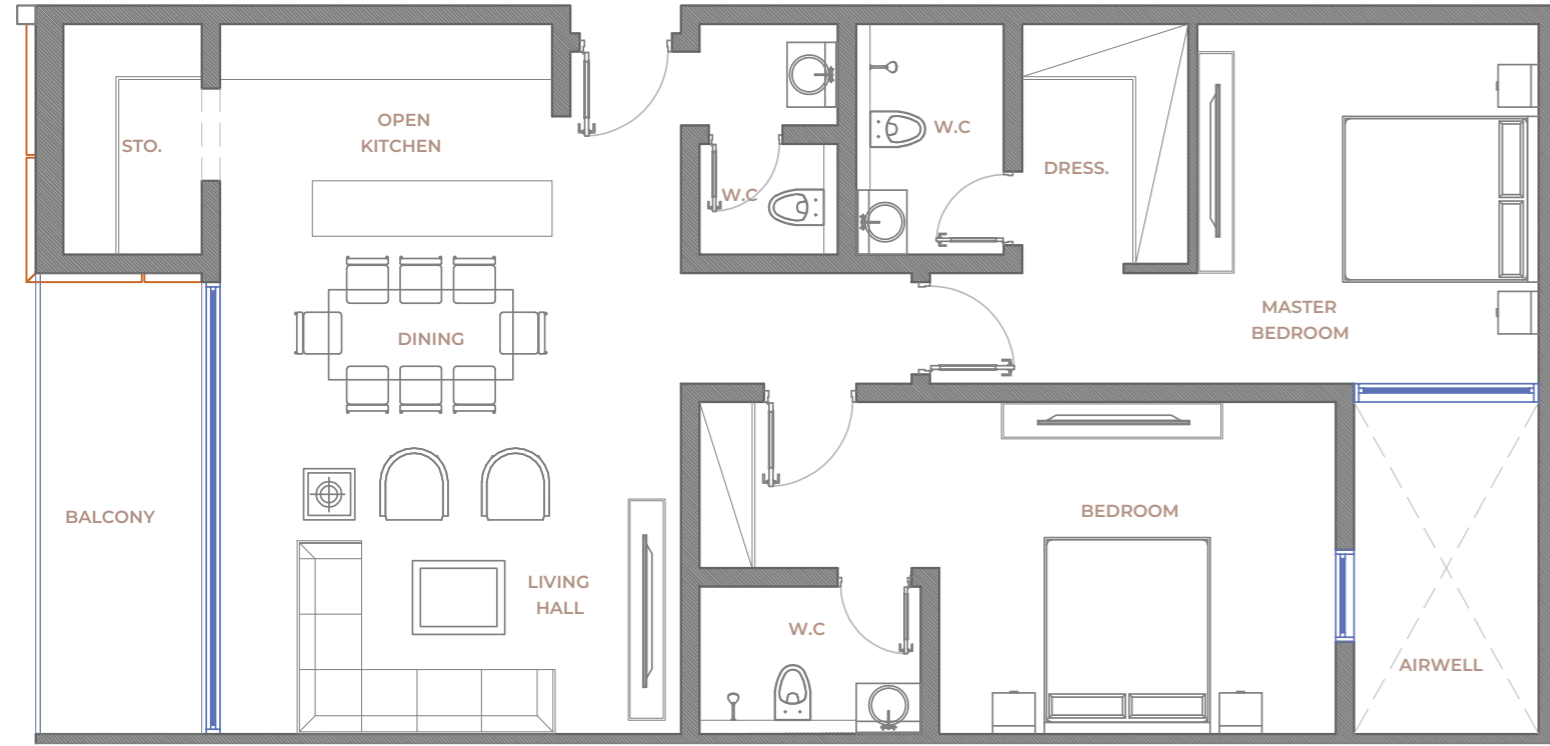 STO.
OPEN
KITCHEN
W.C
W.C
DRESS.
MASTER
BEDROOM
DINING
BALCONY
LIVING
HALL
BEDROOM
W.C
AIRWELL